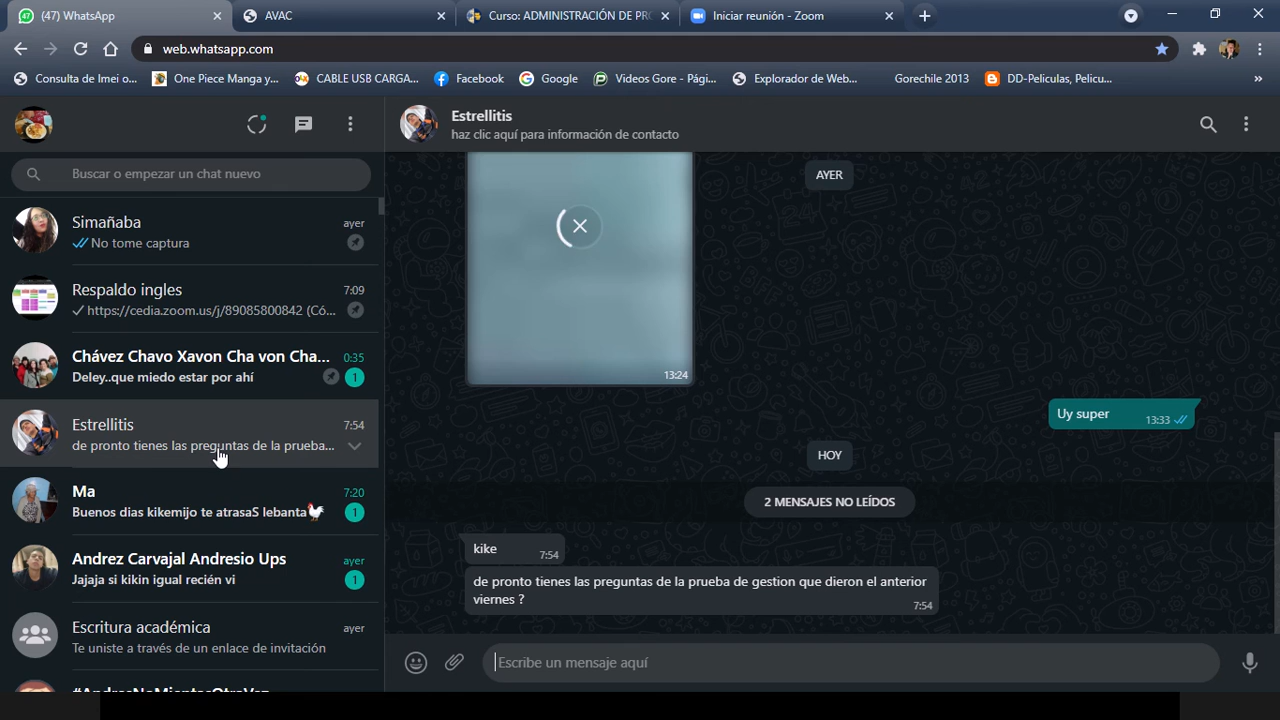 (47) WhatsApp
AVAC
Curso: ADMINISTRACIÓN DE PRO
Iniciar reunión - Zoom
web.whatsapp.com
Consulta de Imei o...
One Piece Manga y...
CABLE USB CARGA...
Facebook
Google
Videos Gore - Pági...
Explorador de Web...
Gorechile 2013
DD-Peliculas, Pelicu...
Estrellitis
haz clic aquí para información de contacto
Buscar o empezar un chat nuevo
Simañaba
ayer
No tome captura
Respaldo ingles
7:09
https://cedia.zoom.us/j/89085800842 (Có...
Chávez Chavo Xavon Cha von Cha...
0:35
Deley..que miedo estar por ahí
1
Estrellitis
7:54
de pronto tienes las preguntas de la prueba...
Ma
7:20
Buenos dias kikemijo te atrasaS lebanta🐓
1
Andrez Carvajal Andresio Ups
ayer
Jajaja si kikin igual recién vi
1
Escritura académica
ayer
Te uniste a través de un enlace de invitación
#AndresNoMientasOtraVez
AYER
13:24
Uy super
13:33
HOY
2 MENSAJES NO LEÍDOS
kike
7:54
de pronto tienes las preguntas de la prueba de gestion que dieron el anterior
viernes ?
7:54
Escribe un mensaje aquí